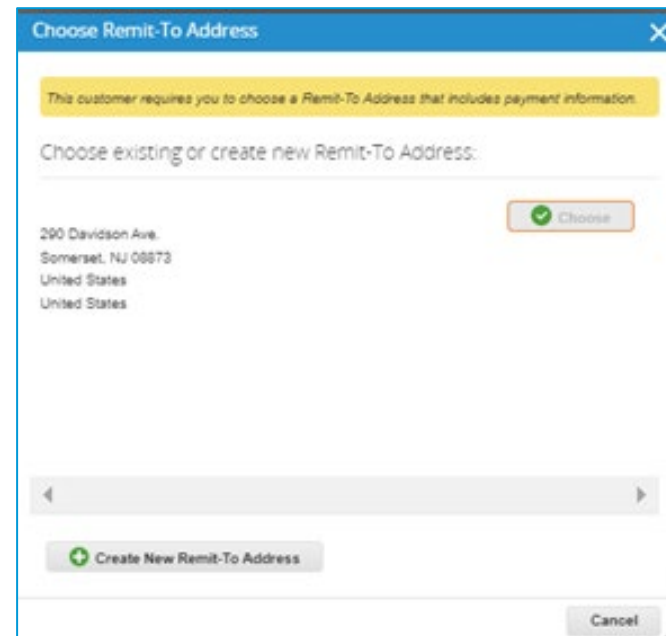 Choose Remit-To Address
This customer requires you to choose a Remit-To Address that includes payment information.
Choose existing or create new Remit-To Address:
Choose
290 Davidson Ave.
Somerset, NJ 08873
United States
United States
Create New Remit-To Address
Cancel